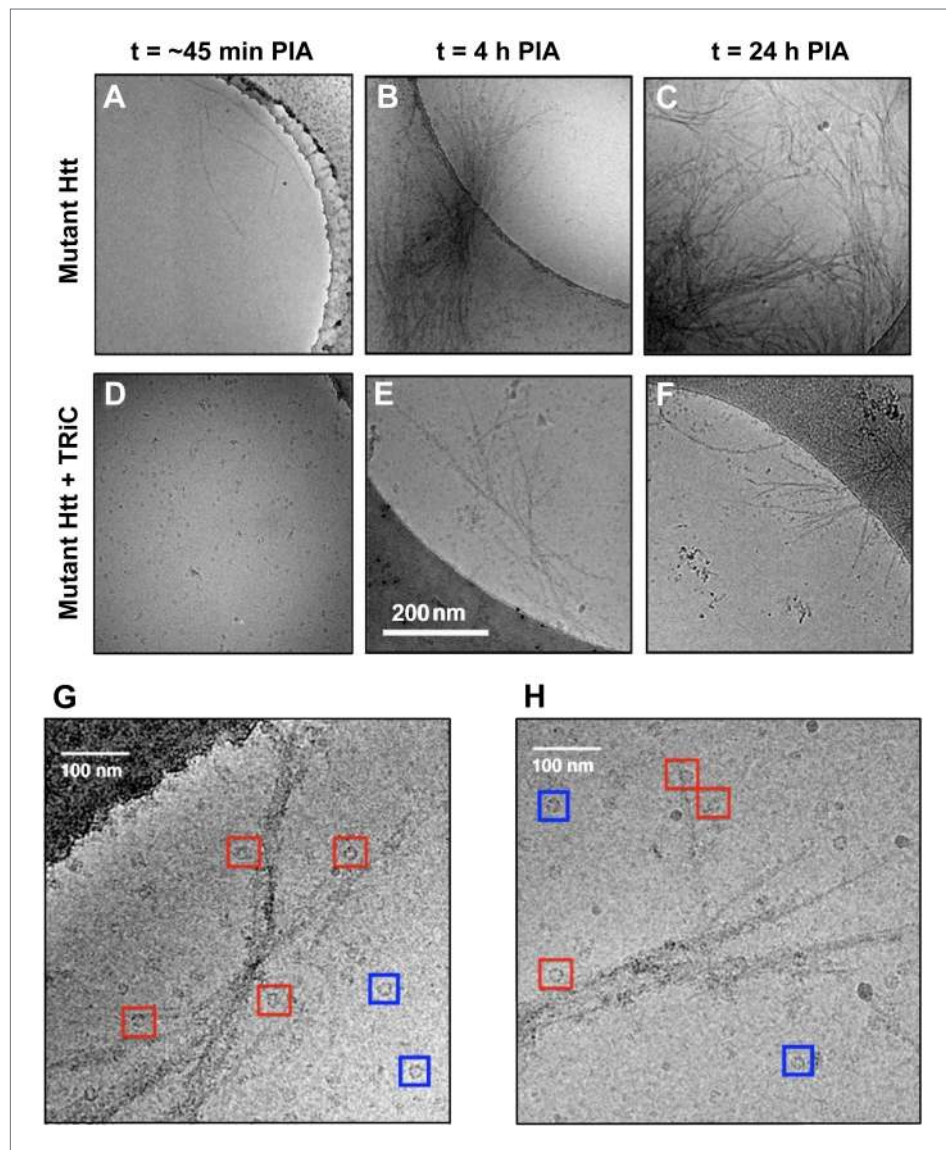 t = ~45 min PIA
t = 4 h PIA
t = 24 h PIA
Mutant Htt
A
B
C
Mutant Htt + TRiC
D
E
F
200 nm
G
H
100 nm
100 nm